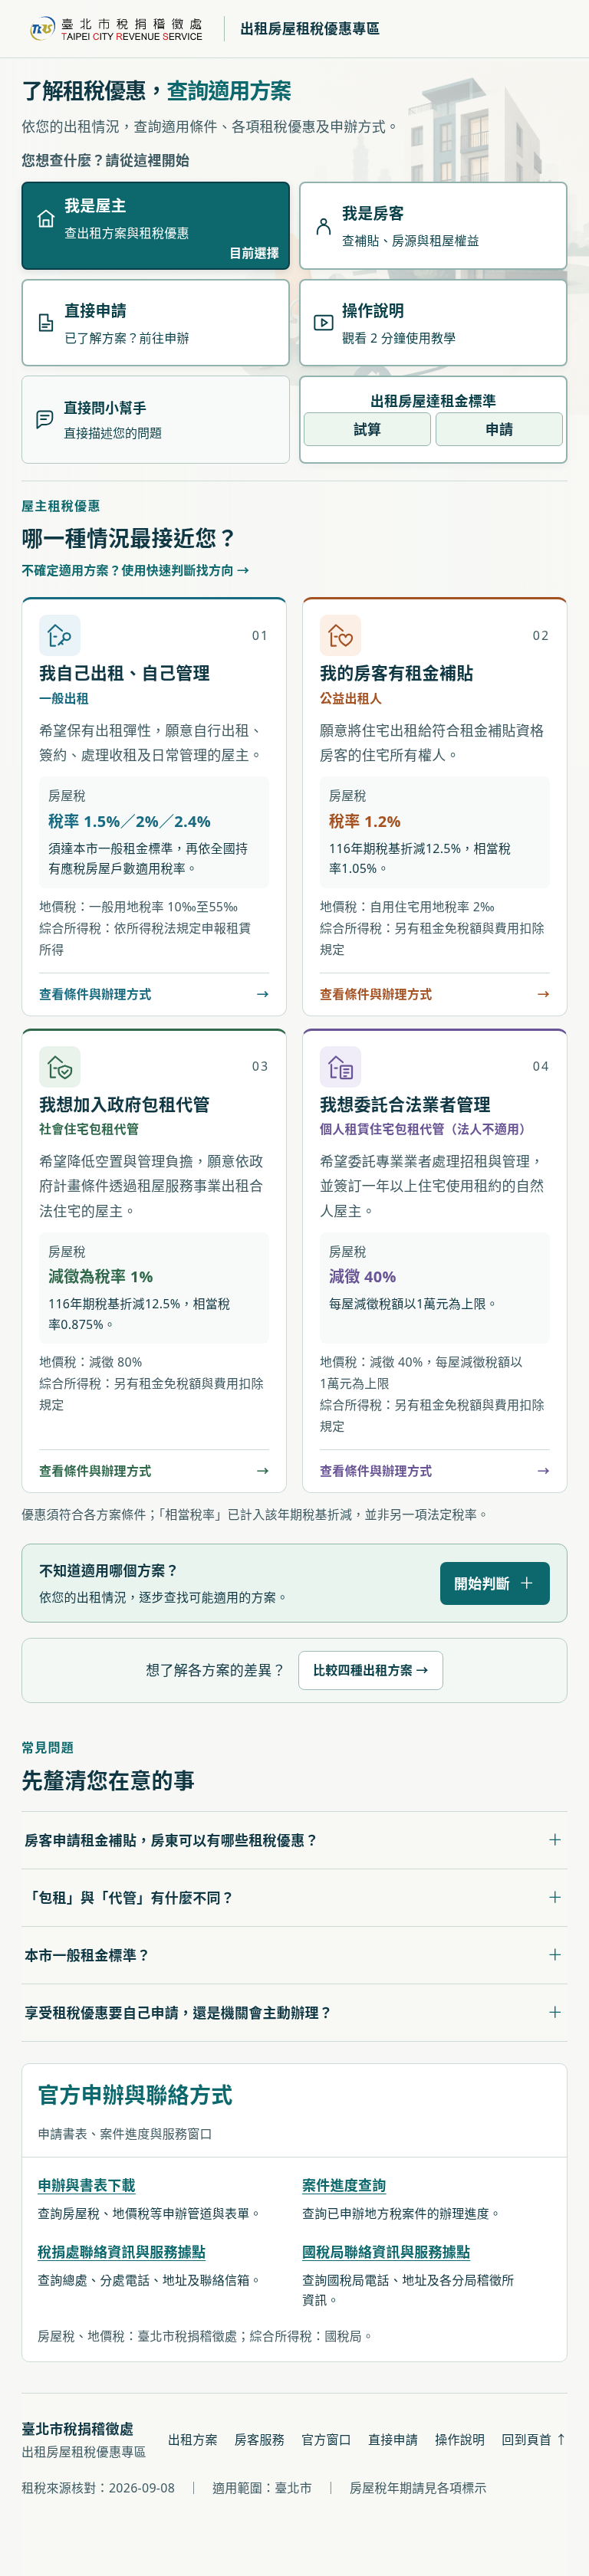 臺北市稅捐稽徵處
TAIPEI CITY REVENUE SERVICE
出租房屋租稅優惠專區
了解租稅優惠，查詢適用方案
依您的出租情況，查詢適用條件、各項租稅優惠及申辦方式。
您想查什麼？請從這裡開始
我是屋主
查出租方案與租稅優惠
目前選擇
我是房客
查補貼、房源與租屋權益
直接申請
已了解方案？前往申辦
操作說明
觀看 2 分鐘使用教學
直接問小幫手
直接描述您的問題
出租房屋達租金標準
試算
申請
屋主租稅優惠
哪一種情況最接近您？
不確定適用方案？使用快速判斷找方向 →
01
我自己出租、自己管理
一般出租
希望保有出租彈性，願意自行出租、
簽約、處理收租及日常管理的屋主。
房屋稅
稅率 1.5%／2%／2.4%
須達本市一般租金標準，再依全國持
有應稅房屋戶數適用稅率。
地價稅：一般用地稅率 10‰至55‰
綜合所得稅：依所得稅法規定申報租賃
所得
查看條件與辦理方式 →
02
我的房客有租金補貼
公益出租人
願意將住宅出租給符合租金補貼資格
房客的住宅所有權人。
房屋稅
稅率 1.2%
116年期稅基折減12.5%，相當稅
率1.05%。
地價稅：自用住宅用地稅率 2‰
綜合所得稅：另有租金免稅額與費用扣除
規定
查看條件與辦理方式 →
03
我想加入政府包租代管
社會住宅包租代管
希望降低空置與管理負擔，願意依政
府計畫條件透過租屋服務事業出租合
法住宅的屋主。
房屋稅
減徵為稅率 1%
116年期稅基折減12.5%，相當稅
率0.875%。
地價稅：減徵 80%
綜合所得稅：另有租金免稅額與費用扣除
規定
查看條件與辦理方式 →
04
我想委託合法業者管理
個人租賃住宅包租代管（法人不適用）
希望委託專業業者處理招租與管理，
並簽訂一年以上住宅使用租約的自然
人屋主。
房屋稅
減徵 40%
每屋減徵稅額以1萬元為上限。
地價稅：減徵 40%，每屋減徵稅額以
1萬元為上限
綜合所得稅：另有租金免稅額與費用扣除
規定
查看條件與辦理方式 →
優惠須符合各方案條件；「相當稅率」已計入該年期稅基折減，並非另一項法定稅率。
不知道適用哪個方案？
依您的出租情況，逐步查找可能適用的方案。
開始判斷 ＋
想了解各方案的差異？
比較四種出租方案 →
常見問題
先釐清您在意的事
房客申請租金補貼，房東可以有哪些租稅優惠？ ＋
「包租」與「代管」有什麼不同？ ＋
本市一般租金標準？ ＋
享受租稅優惠要自己申請，還是機關會主動辦理？ ＋
官方申辦與聯絡方式
申請書表、案件進度與服務窗口
申辦與書表下載
查詢房屋稅、地價稅等申辦管道與表單。
案件進度查詢
查詢已申辦地方稅案件的辦理進度。
稅捐處聯絡資訊與服務據點
查詢總處、分處電話、地址及聯絡信箱。
國稅局聯絡資訊與服務據點
查詢國稅局電話、地址及各分局稽徵所
資訊。
房屋稅、地價稅：臺北市稅捐稽徵處；綜合所得稅：國稅局。
臺北市稅捐稽徵處
出租房屋租稅優惠專區
出租方案 房客服務 官方窗口 直接申請 操作說明 回到頁首 ↑
租稅來源核對：2026-09-08 ｜ 適用範圍：臺北市 ｜ 房屋稅年期請見各項標示